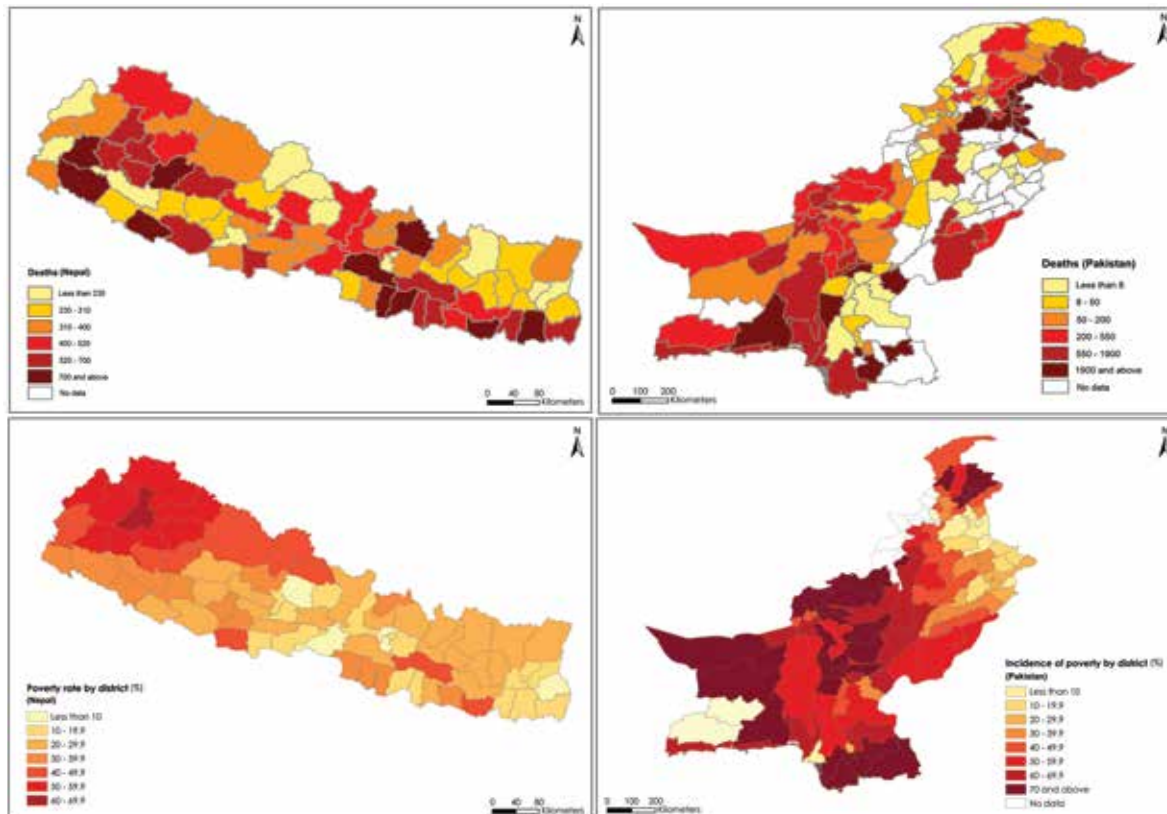 N
Deaths (Nepal)
Less than 230
230 - 310
310 - 400
400 - 520
520 - 700
700 and above
No data
0 40 80
Kilometers
N
Deaths (Pakistan)
Less than 8
8 - 50
50 - 200
200 - 550
550 - 1900
1900 and above
No data
0 100 200
Kilometers
N
Poverty rate by district (%)
(Nepal)
Less than 10
10 - 19.9
20 - 29.9
30 - 39.9
40 - 49.9
50 - 59.9
60 - 69.9
0 40 80
Kilometers
N
Incidence of poverty by district (%)
(Pakistan)
Less than 10
10 - 19.9
20 - 29.9
30 - 39.9
40 - 49.9
50 - 59.9
60 - 69.9
70 and above
No data
0 100 200
Kilometers